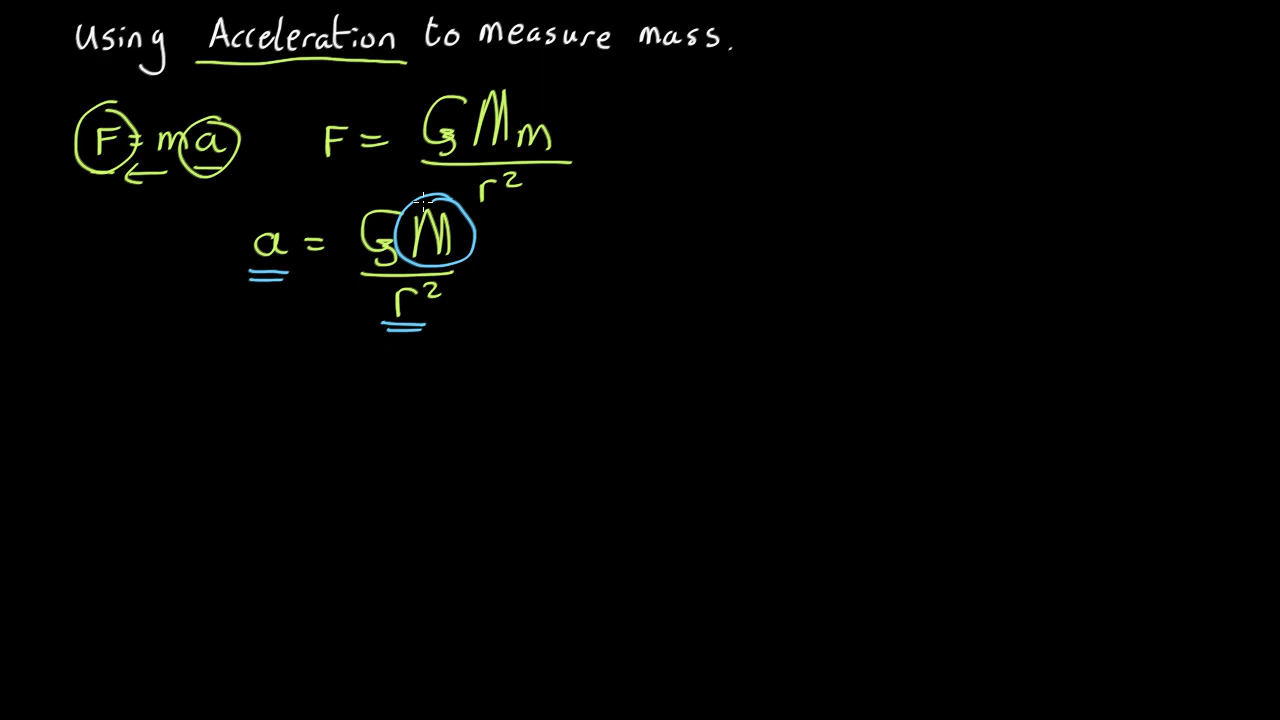 Using Acceleration to measure mass.
F = ma F = GMm / r²
a = GM / r²